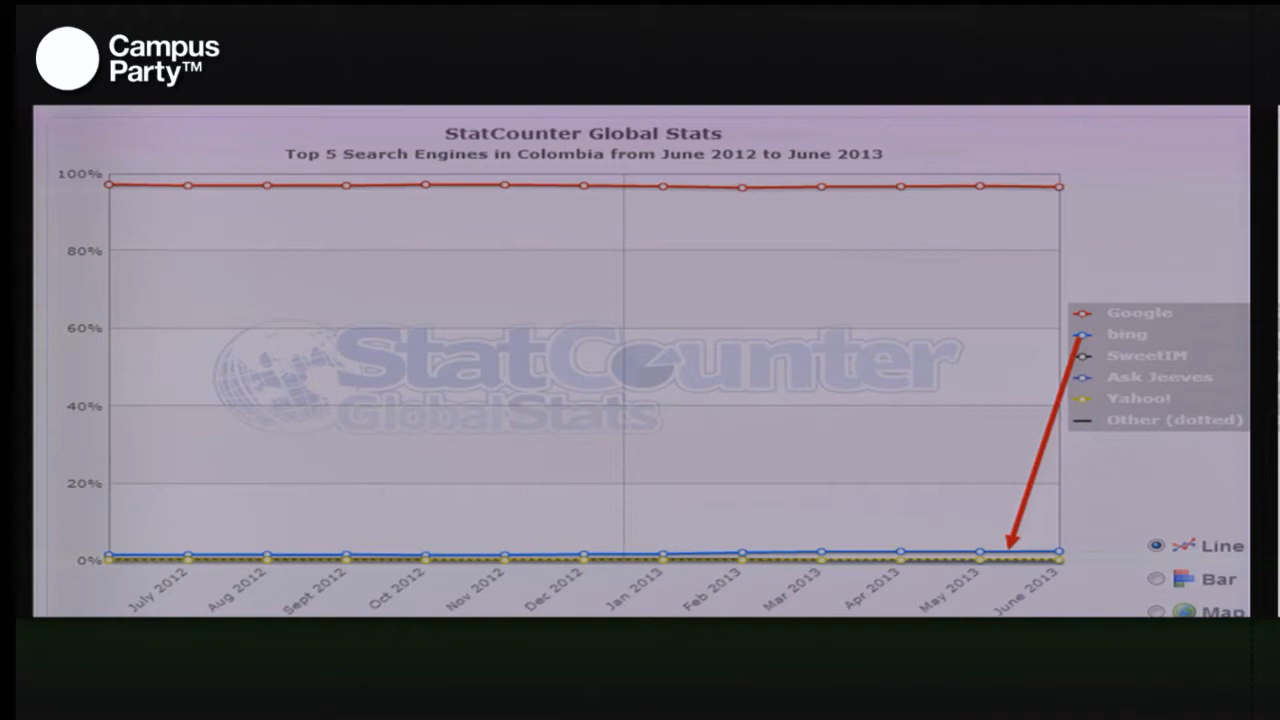 Campus
Party™
StatCounter Global Stats
Top 5 Search Engines in Colombia from June 2012 to June 2013
100%
80%
60%
40%
20%
0%
StatCounter
GlobalStats
Google
bing
SweetIM
Ask Jeeves
Yahoo!
Other (dotted)
July 2012
Aug 2012
Sept 2012
Oct 2012
Nov 2012
Dec 2012
Jan 2013
Feb 2013
Mar 2013
Apr 2013
May 2013
June 2013
Line
Bar
Map